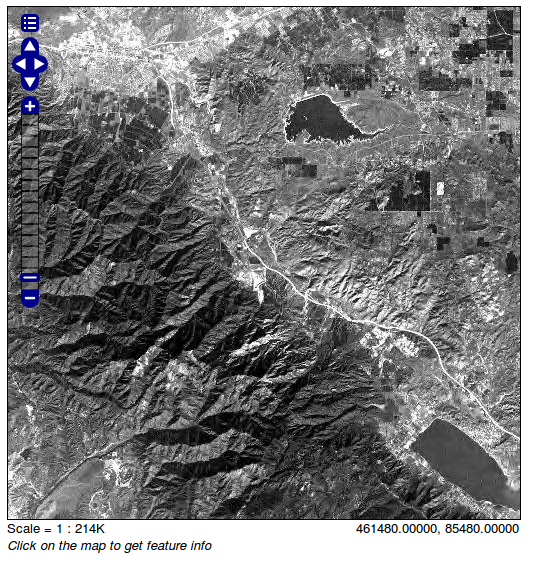 Scale = 1 : 214K
461480.00000, 85480.00000
Click on the map to get feature info